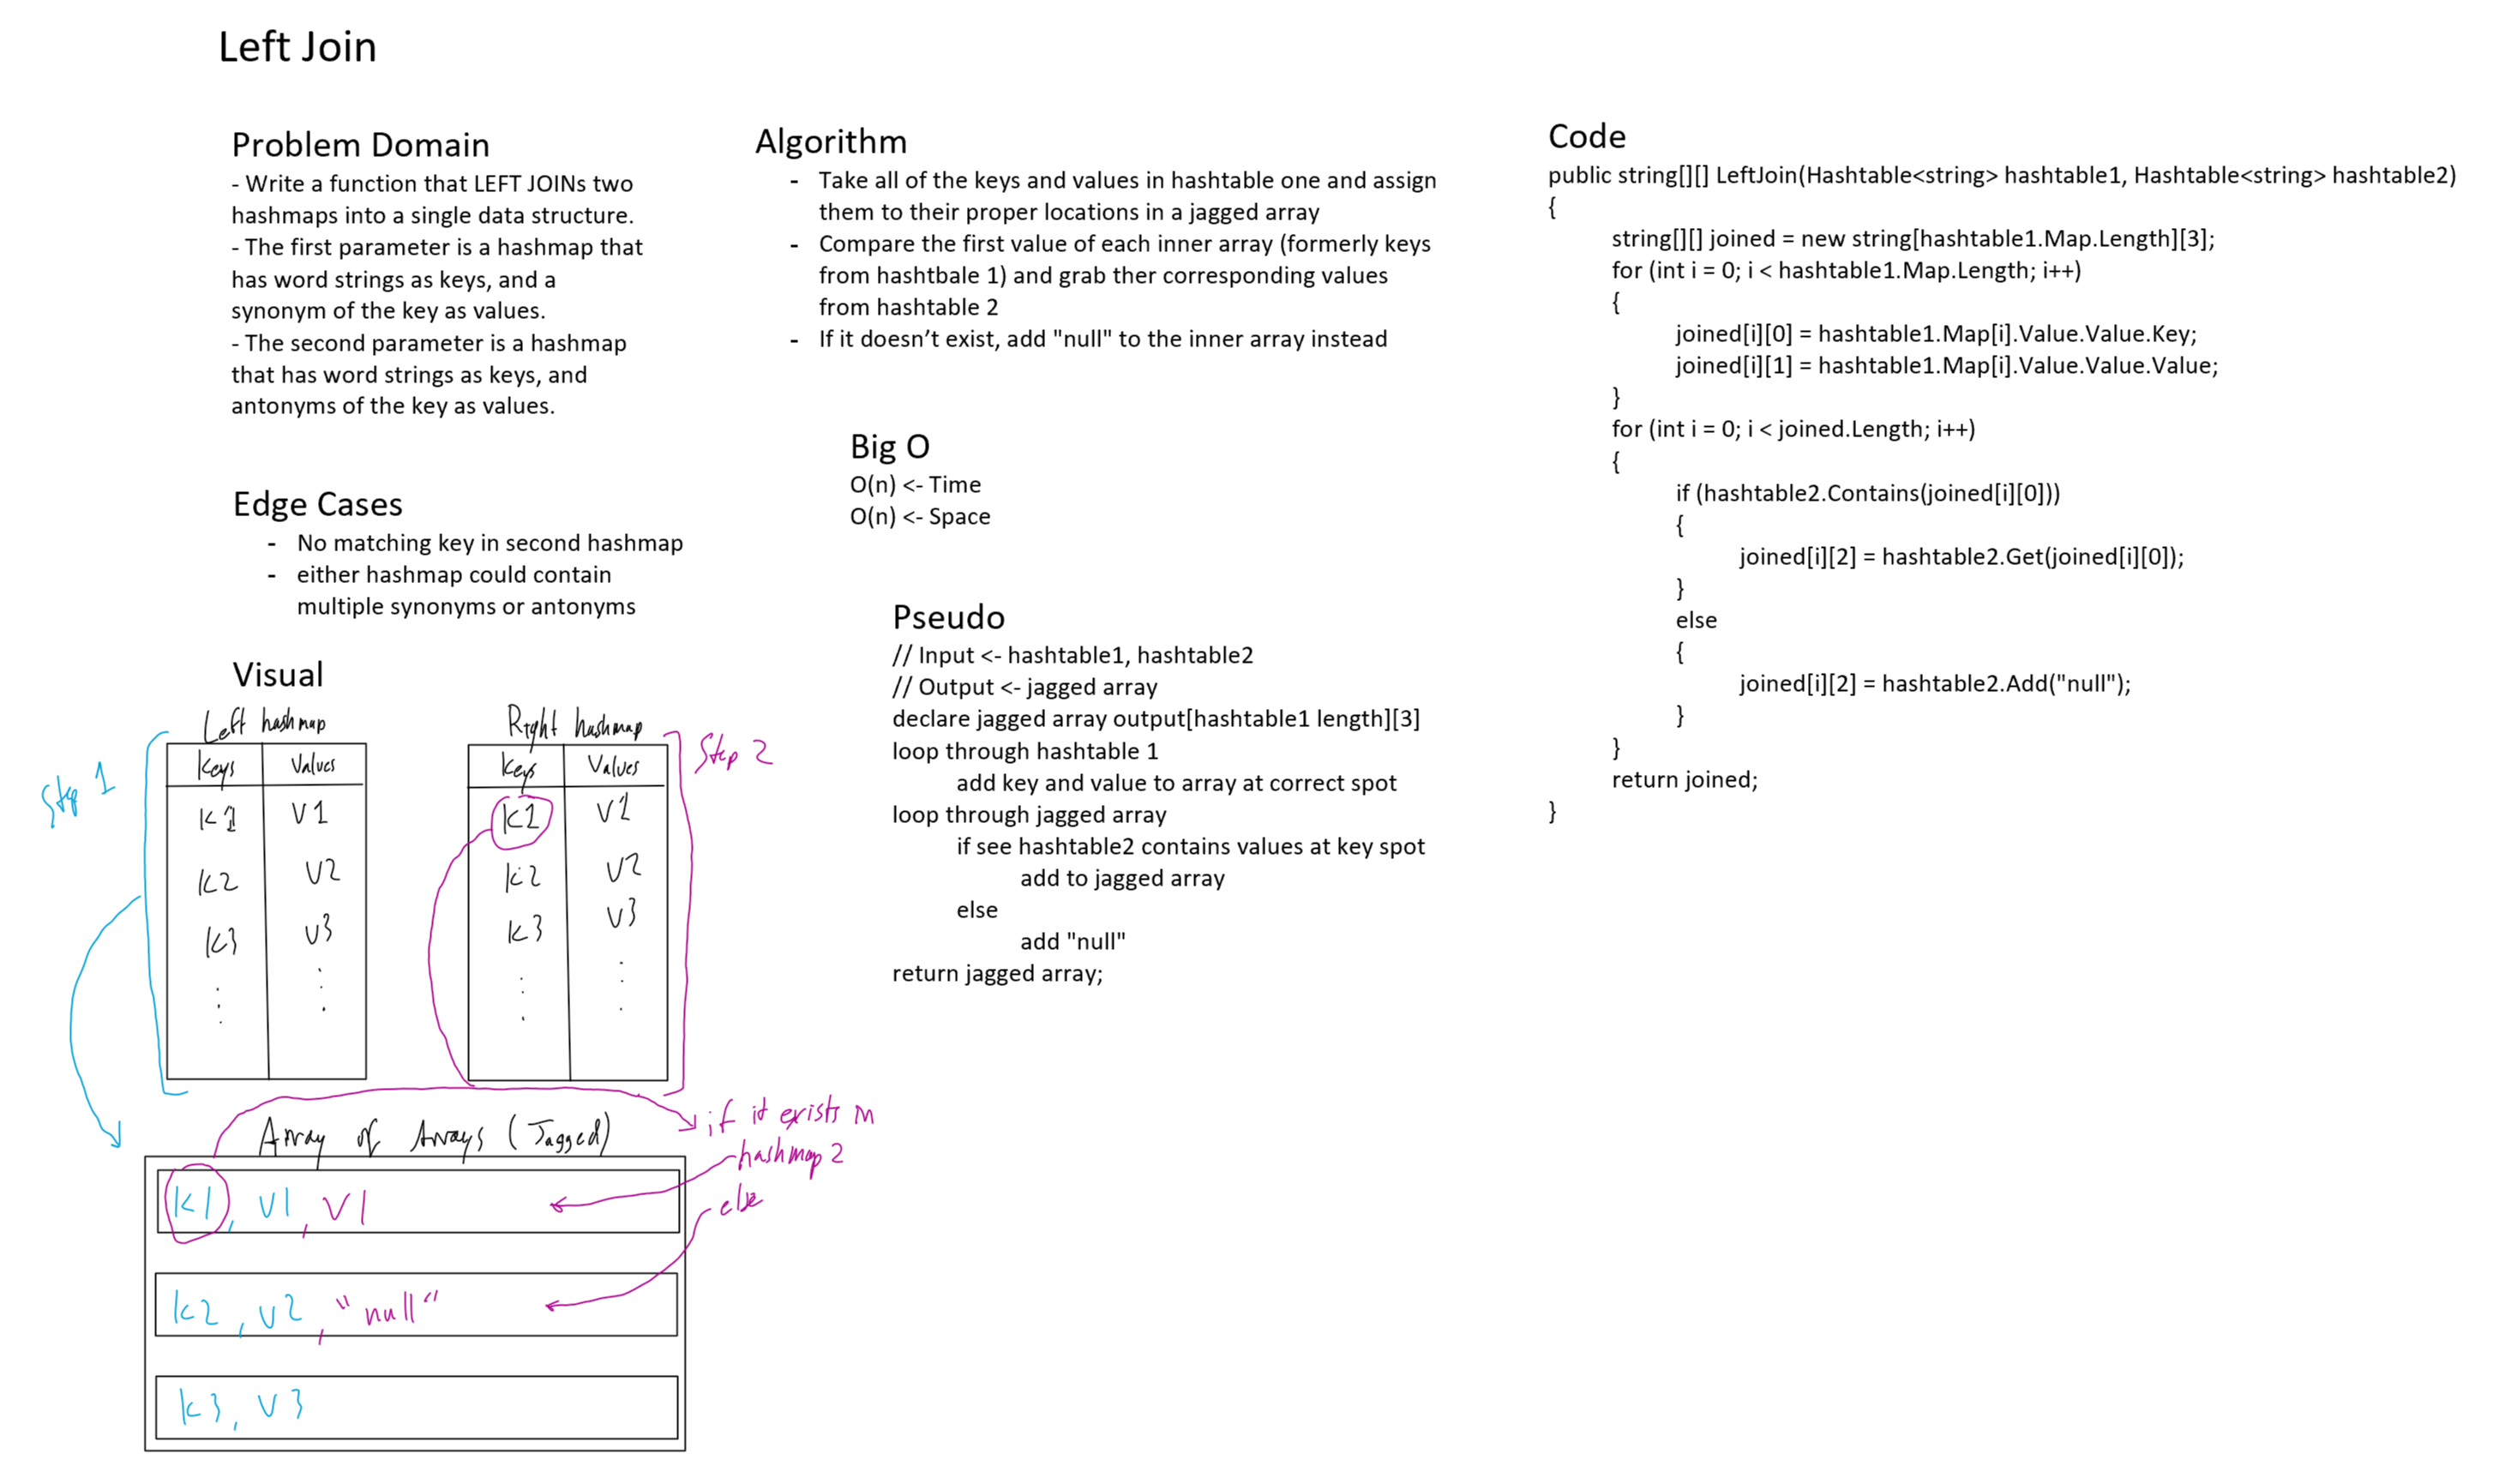 Left Join
Problem Domain
- Write a function that LEFT JOINs two
hashmaps into a single data structure.
- The first parameter is a hashmap that
has word strings as keys, and a
synonym of the key as values.
- The second parameter is a hashmap
that has word strings as keys, and
antonyms of the key as values.
Edge Cases
- No matching key in second hashmap
- either hashmap could contain
multiple synonyms or antonyms
Visual
Left hashmap
Keys Values
K1 V1
K2 V2
K3 V3
Step 1
Right hashmap
Keys Values
K1 V1
K2 V2
K3 V3
Step 2
Array of Arrays (Jagged)
if it exists in
hashmap 2
else
K1, V1, V1
K2, V2, "null"
K3, V3
Algorithm
- Take all of the keys and values in hashtable one and assign
them to their proper locations in a jagged array
- Compare the first value of each inner array (formerly keys
from hashtbale 1) and grab ther corresponding values
from hashtable 2
- If it doesn't exist, add "null" to the inner array instead
Big O
O(n) <- Time
O(n) <- Space
Pseudo
// Input <- hashtable1, hashtable2
// Output <- jagged array
declare jagged array output[hashtable1 length][3]
loop through hashtable 1
add key and value to array at correct spot
loop through jagged array
if see hashtable2 contains values at key spot
add to jagged array
else
add "null"
return jagged array;
Code
public string[][] LeftJoin(Hashtable<string> hashtable1, Hashtable<string> hashtable2)
{
string[][] joined = new string[hashtable1.Map.Length][3];
for (int i = 0; i < hashtable1.Map.Length; i++)
{
joined[i][0] = hashtable1.Map[i].Value.Value.Key;
joined[i][1] = hashtable1.Map[i].Value.Value.Value;
}
for (int i = 0; i < joined.Length; i++)
{
if (hashtable2.Contains(joined[i][0]))
{
joined[i][2] = hashtable2.Get(joined[i][0]);
}
else
{
joined[i][2] = hashtable2.Add("null");
}
}
return joined;
}